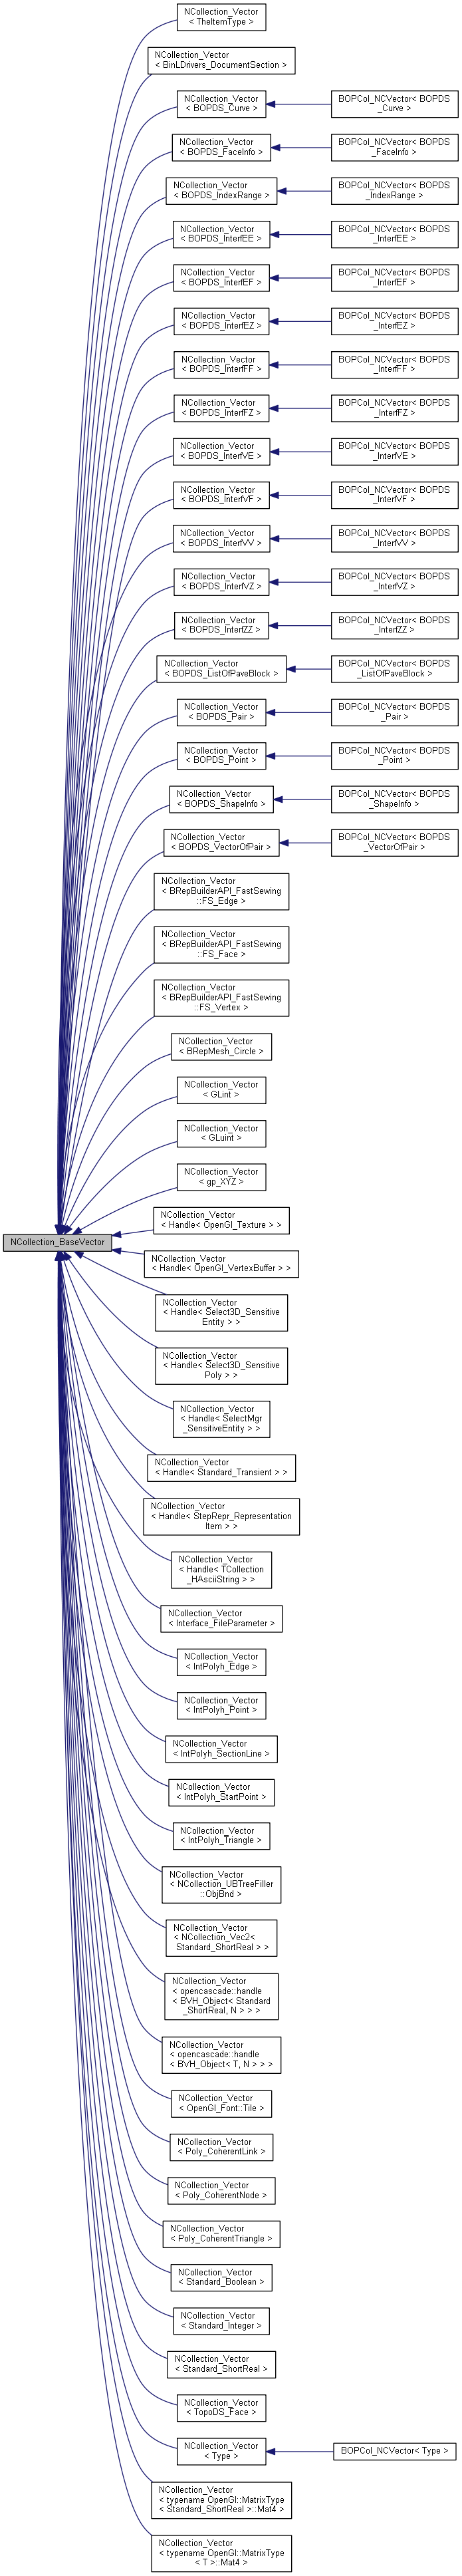 NCollection_Vector
< TheItemType >
NCollection_Vector
< BinLDrivers_DocumentSection >
NCollection_Vector
< BOPDS_Curve >
BOPCol_NCVector< BOPDS
_Curve >
NCollection_Vector
< BOPDS_FaceInfo >
BOPCol_NCVector< BOPDS
_FaceInfo >
NCollection_Vector
< BOPDS_IndexRange >
BOPCol_NCVector< BOPDS
_IndexRange >
NCollection_Vector
< BOPDS_InterfEE >
BOPCol_NCVector< BOPDS
_InterfEE >
NCollection_Vector
< BOPDS_InterfEF >
BOPCol_NCVector< BOPDS
_InterfEF >
NCollection_Vector
< BOPDS_InterfEZ >
BOPCol_NCVector< BOPDS
_InterfEZ >
NCollection_Vector
< BOPDS_InterfFF >
BOPCol_NCVector< BOPDS
_InterfFF >
NCollection_Vector
< BOPDS_InterfFZ >
BOPCol_NCVector< BOPDS
_InterfFZ >
NCollection_Vector
< BOPDS_InterfVE >
BOPCol_NCVector< BOPDS
_InterfVE >
NCollection_Vector
< BOPDS_InterfVF >
BOPCol_NCVector< BOPDS
_InterfVF >
NCollection_Vector
< BOPDS_InterfVV >
BOPCol_NCVector< BOPDS
_InterfVV >
NCollection_Vector
< BOPDS_InterfVZ >
BOPCol_NCVector< BOPDS
_InterfVZ >
NCollection_Vector
< BOPDS_InterfZZ >
BOPCol_NCVector< BOPDS
_InterfZZ >
NCollection_Vector
< BOPDS_ListOfPaveBlock >
BOPCol_NCVector< BOPDS
_ListOfPaveBlock >
NCollection_Vector
< BOPDS_Pair >
BOPCol_NCVector< BOPDS
_Pair >
NCollection_Vector
< BOPDS_Point >
BOPCol_NCVector< BOPDS
_Point >
NCollection_Vector
< BOPDS_ShapeInfo >
BOPCol_NCVector< BOPDS
_ShapeInfo >
NCollection_Vector
< BOPDS_VectorOfPair >
BOPCol_NCVector< BOPDS
_VectorOfPair >
NCollection_Vector
< BRepBuilderAPI_FastSewing
::FS_Edge >
NCollection_Vector
< BRepBuilderAPI_FastSewing
::FS_Face >
NCollection_Vector
< BRepBuilderAPI_FastSewing
::FS_Vertex >
NCollection_Vector
< BRepMesh_Circle >
NCollection_Vector
< GLint >
NCollection_Vector
< GLuint >
NCollection_Vector
< gp_XYZ >
NCollection_Vector
< Handle< OpenGl_Texture > >
NCollection_BaseVector
NCollection_Vector
< Handle< OpenGl_VertexBuffer > >
NCollection_Vector
< Handle< Select3D_Sensitive
Entity > >
NCollection_Vector
< Handle< Select3D_Sensitive
Poly > >
NCollection_Vector
< Handle< SelectMgr
_SensitiveEntity > >
NCollection_Vector
< Handle< Standard_Transient > >
NCollection_Vector
< Handle< StepRepr_Representation
Item > >
NCollection_Vector
< Handle< TCollection
_HAsciiString > >
NCollection_Vector
< Interface_FileParameter >
NCollection_Vector
< IntPolyh_Edge >
NCollection_Vector
< IntPolyh_Point >
NCollection_Vector
< IntPolyh_SectionLine >
NCollection_Vector
< IntPolyh_StartPoint >
NCollection_Vector
< IntPolyh_Triangle >
NCollection_Vector
< NCollection_UBTreeFiller
::ObjBnd >
NCollection_Vector
< NCollection_Vec2<
Standard_ShortReal > >
NCollection_Vector
< opencascade::handle
< BVH_Object< Standard
_ShortReal, N > > >
NCollection_Vector
< opencascade::handle
< BVH_Object< T, N > > >
NCollection_Vector
< OpenGl_Font::Tile >
NCollection_Vector
< Poly_CoherentLink >
NCollection_Vector
< Poly_CoherentNode >
NCollection_Vector
< Poly_CoherentTriangle >
NCollection_Vector
< Standard_Boolean >
NCollection_Vector
< Standard_Integer >
NCollection_Vector
< Standard_ShortReal >
NCollection_Vector
< TopoDS_Face >
NCollection_Vector
< Type >
BOPCol_NCVector< Type >
NCollection_Vector
< typename OpenGl::MatrixType
< Standard_ShortReal >::Mat4 >
NCollection_Vector
< typename OpenGl::MatrixType
< T >::Mat4 >